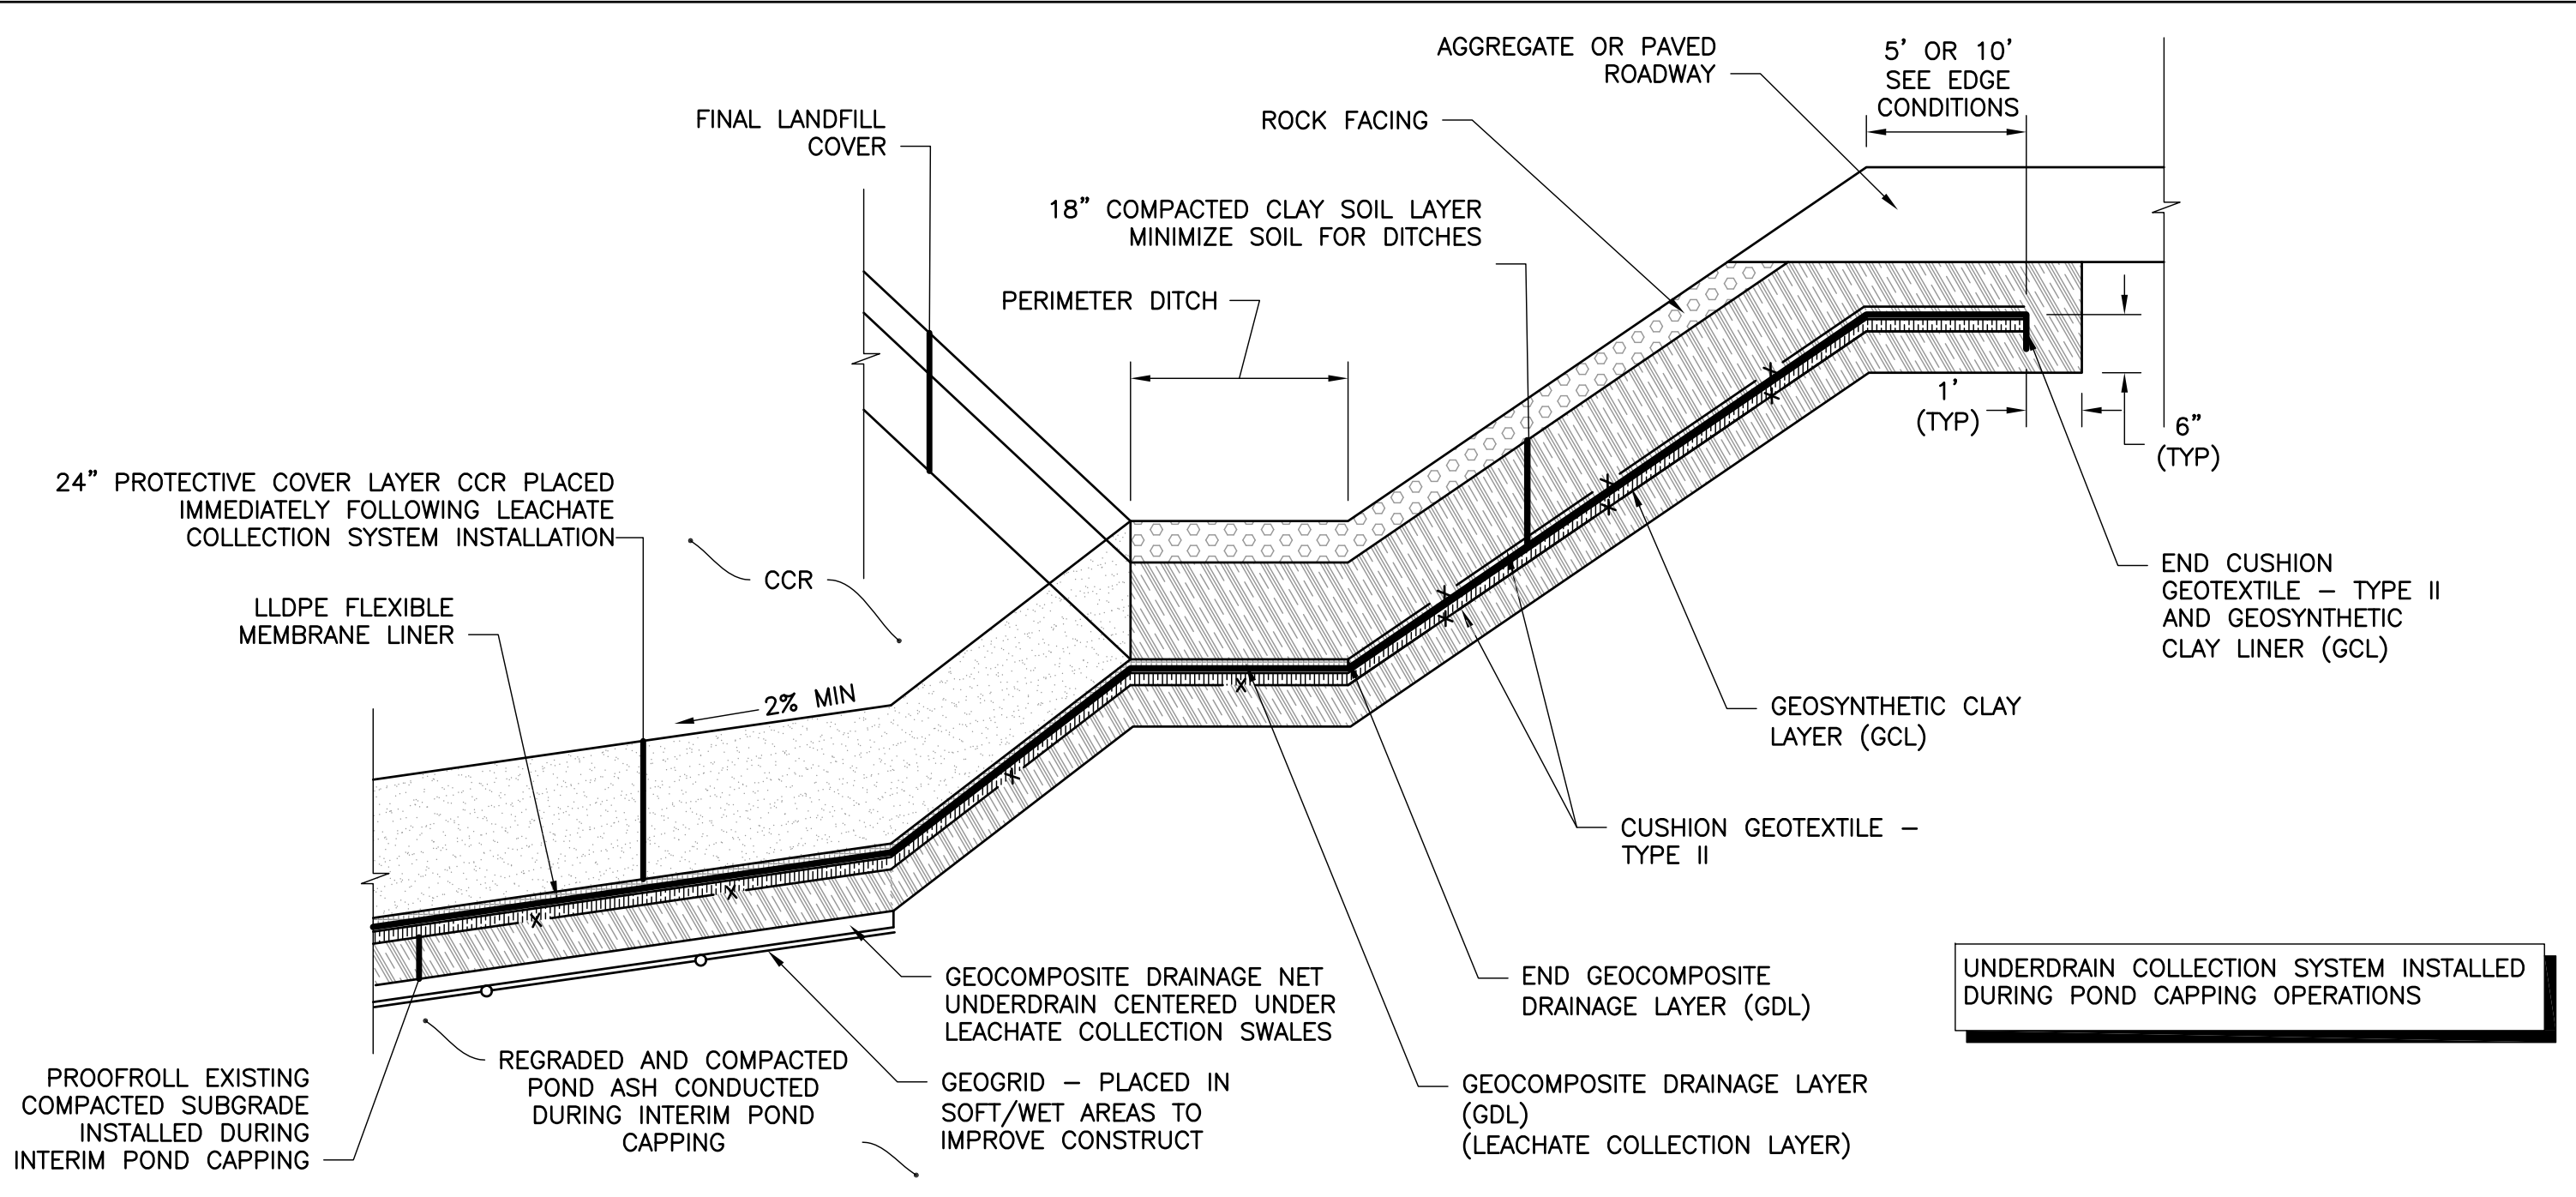 AGGREGATE OR PAVED
ROADWAY
5' OR 10'
SEE EDGE
CONDITIONS
FINAL LANDFILL
COVER
ROCK FACING
18” COMPACTED CLAY SOIL LAYER
MINIMIZE SOIL FOR DITCHES
PERIMETER DITCH
1'
(TYP)
6”
(TYP)
24” PROTECTIVE COVER LAYER CCR PLACED
IMMEDIATELY FOLLOWING LEACHATE
COLLECTION SYSTEM INSTALLATION
CCR
LLDPE FLEXIBLE
MEMBRANE LINER
2% MIN
END CUSHION
GEOTEXTILE – TYPE II
AND GEOSYNTHETIC
CLAY LINER (GCL)
GEOSYNTHETIC CLAY
LAYER (GCL)
CUSHION GEOTEXTILE –
TYPE II
GEOCOMPOSITE DRAINAGE NET
UNDERDRAIN CENTERED UNDER
LEACHATE COLLECTION SWALES
END GEOCOMPOSITE
DRAINAGE LAYER (GDL)
UNDERDRAIN COLLECTION SYSTEM INSTALLED
DURING POND CAPPING OPERATIONS
PROOFROLL EXISTING
COMPACTED SUBGRADE
INSTALLED DURING
INTERIM POND CAPPING
REGRADED AND COMPACTED
POND ASH CONDUCTED
DURING INTERIM POND
CAPPING
GEOGRID – PLACED IN
SOFT/WET AREAS TO
IMPROVE CONSTRUCT
GEOCOMPOSITE DRAINAGE LAYER
(GDL)
(LEACHATE COLLECTION LAYER)